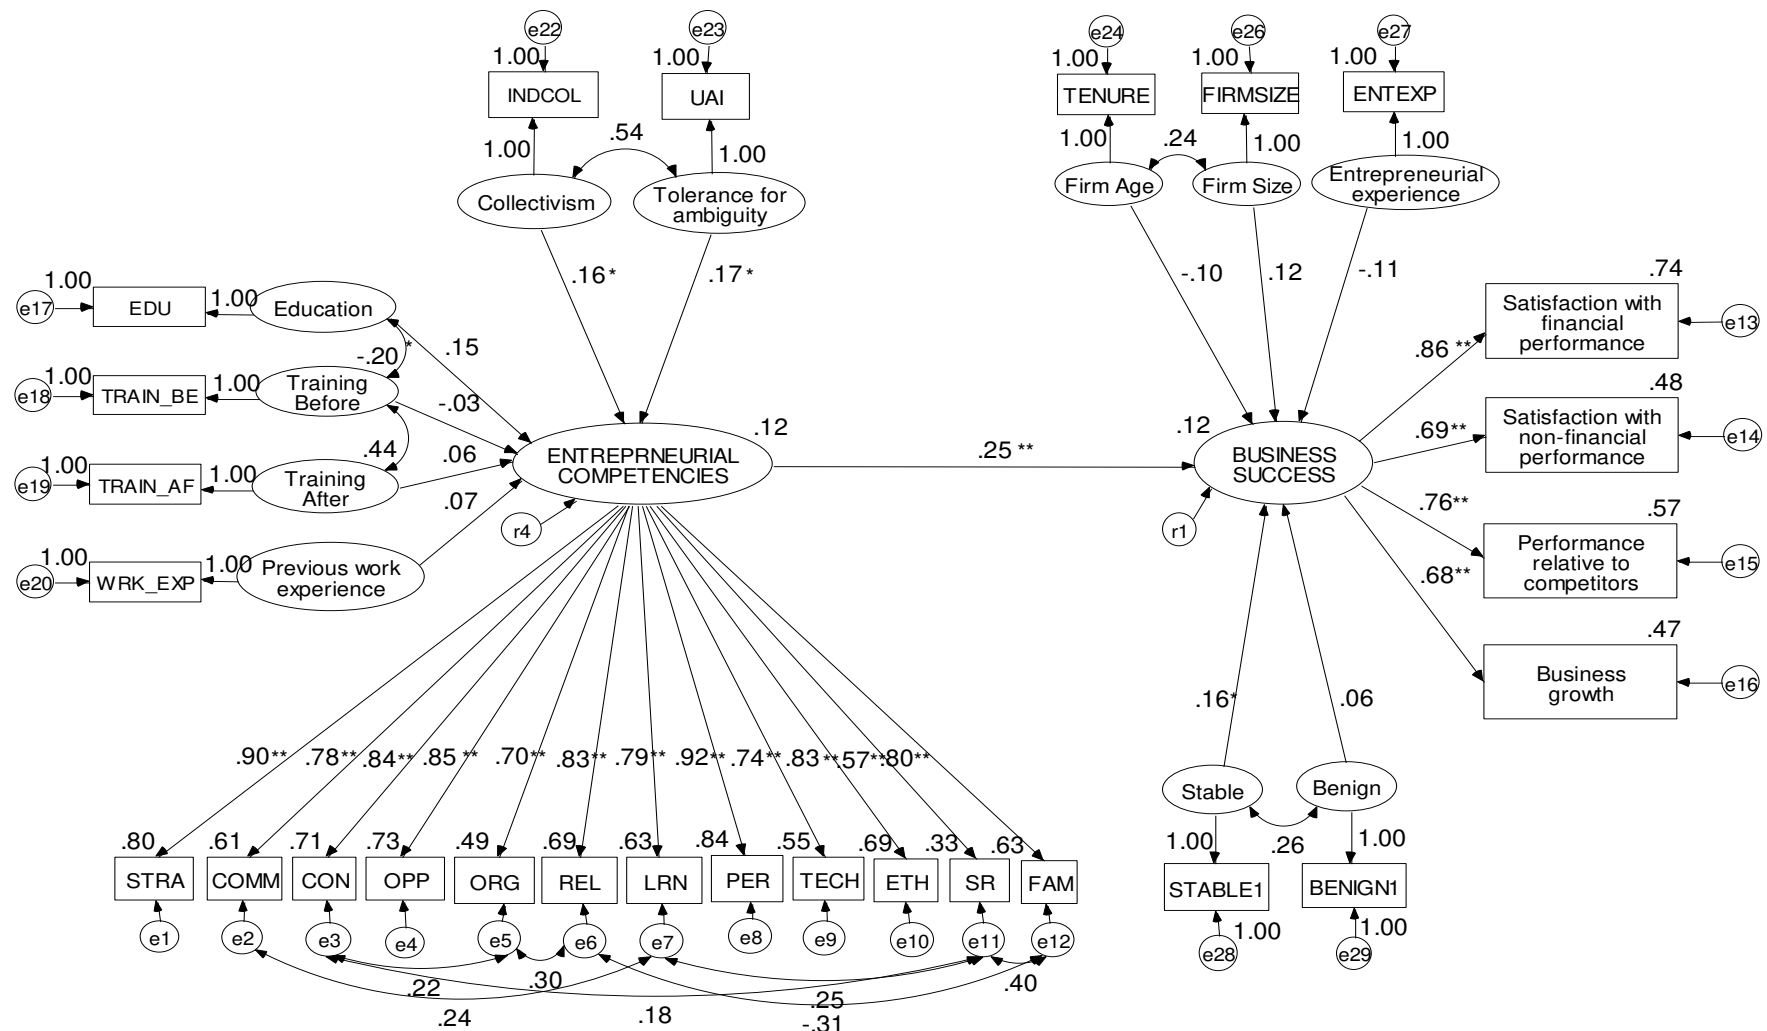 e22
e23
e24
e26
e27
1.00
1.00
1.00
1.00
1.00
INDCOL
UAI
TENURE
FIRMSIZE
ENTEXP
1.00
.54
1.00
1.00
.24
1.00
1.00
Collectivism
Tolerance for
ambiguity
Firm Age
Firm Size
Entrepreneurial
experience
.16*
.17*
-.10
.12
-.11
1.00
e17
EDU
1.00
Education
-.20
*
.15
1.00
e18
TRAIN_BE
1.00
Training
Before
-.03
.44
1.00
e19
TRAIN_AF
1.00
Training
After
.06
.07
1.00
e20
WRK_EXP
1.00
Previous work
experience
ENTREPRNEURIAL
COMPETENCIES
.12
r4
.25 **
.12
BUSINESS
SUCCESS
r1
.86 **
.74
Satisfaction with
financial
performance
e13
.69**
.48
Satisfaction with
non-financial
performance
e14
.76**
.57
Performance
relative to
competitors
e15
.68**
.47
Business
growth
e16
.16*
.06
Stable
Benign
1.00
.26
1.00
STABLE1
BENIGN1
1.00
1.00
e28
e29
.90**
.78**
.84**
.85 **
.70**
.83**
.79**
.92**
.74**
.83**
.57**
.80**
.80
.61
.71
.73
.49
.69
.63
.84
.55
.69
.33
.63
STRA
COMM
CON
OPP
ORG
REL
LRN
PER
TECH
ETH
SR
FAM
e1
e2
e3
e4
e5
e6
e7
e8
e9
e10
e11
e12
.22
.30
.25
.40
.24
.18
-.31